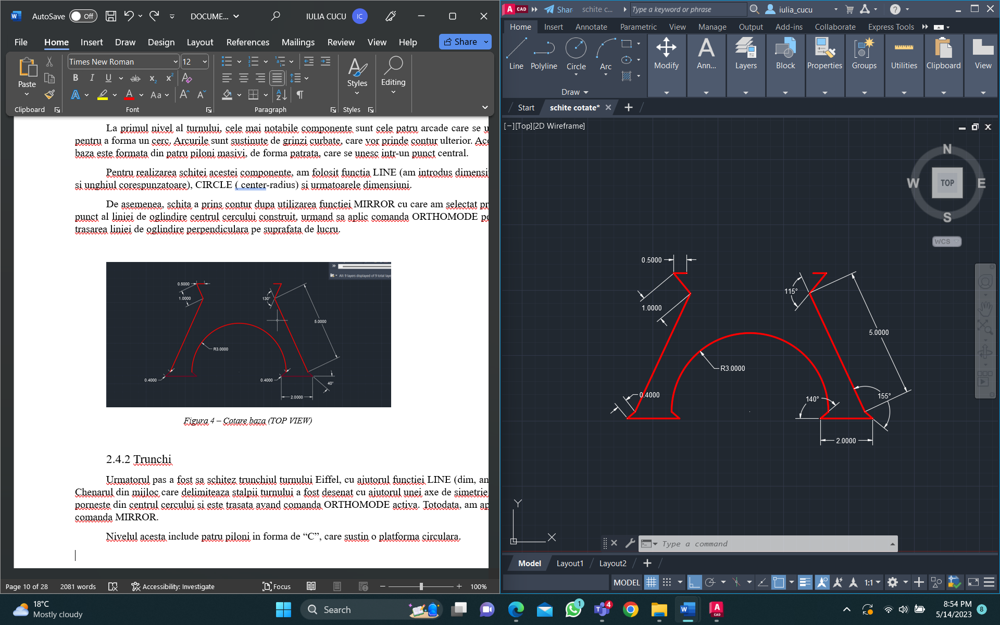 AutoSave Off DOCUME... IULIA CUCU IC
File Home Insert Draw Design Layout References Mailings Review View Help Share
Times New Roman 12
Paste
Styles Editing
Clipboard Font Paragraph Styles
La primul nivel al turnului, cele mai notabile componente sunt cele patru arcade care se u
pentru a forma un cerc. Arcurile sunt sustinute de grinzi curbate, care vor prinde contur ulterior. Ace
baza este formata din patru piloni masivi, de forma patrata, care se unesc intr-un punct central.
Pentru realizarea schitei acestei componente, am folosit functia LINE (am introdus dimensi
si unghiul corespunzatoare), CIRCLE ( center-radius) si urmatoarele dimensiuni.
De asemenea, schita a prins contur dupa utilizarea functiei MIRROR cu care am selectat pr
punct al liniei de oglindire centrul cercului construit, urmand sa aplic comanda ORTHOMODE pe
trasarea liniei de oglindire perpendiculara pe suprafata de lucru.
All: 9 layers displayed of 9 total laye
0.5000
1.0000
130°
5.0000
R3.0000
0.4000
0.4000
40°
2.0000
Figura 4 – Cotare baza (TOP VIEW)
2.4.2 Trunchi
Urmatorul pas a fost sa schitez trunchiul turnului Eiffel, cu ajutorul functiei LINE (dim, an
Chenarul din mijloc care delimiteaza stalpii turnului a fost desenat cu ajutorul unei axe de simetrie
porneste din centrul cercului si este trasata avand comanda ORTHOMODE activa. Totodata, am ap
comanda MIRROR.
Nivelul acesta include patru piloni in forma de “C”, care sustin o platforma circulara.
Page 10 of 28 2081 words Accessibility: Investigate Focus 100%
A CAD Shar schite c... Type a keyword or phrase iulia_cucu
Home Insert Annotate Parametric View Manage Output Add-ins Collaborate Express Tools
Line Polyline Circle Arc Modify Ann... Layers Block Properties Groups Utilities Clipboard View
Draw
Start schite cotate*
[−][Top][2D Wireframe]
N
W TOP E
S
WCS
0.5000
1.0000
115°
5.0000
R3.0000
0.4000
140°
155°
2.0000
Y
X
Type a command
Model Layout1 Layout2
MODEL 1:1
18°C
Mostly cloudy
Search
1
4
8:54 PM
5/14/2023
8